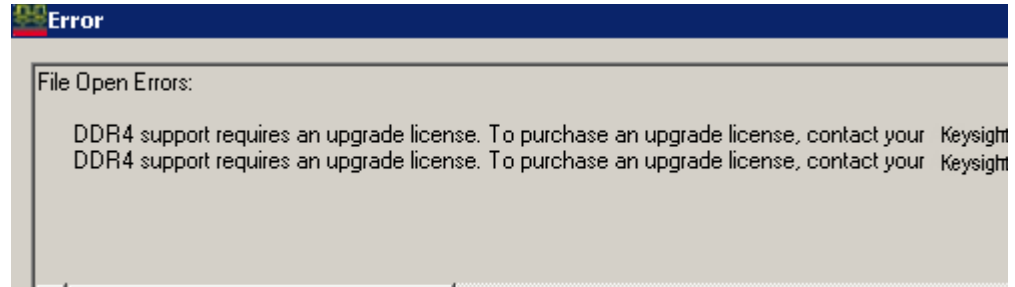 Error
File Open Errors:
DDR4 support requires an upgrade license. To purchase an upgrade license, contact your Keysight
DDR4 support requires an upgrade license. To purchase an upgrade license, contact your Keysight